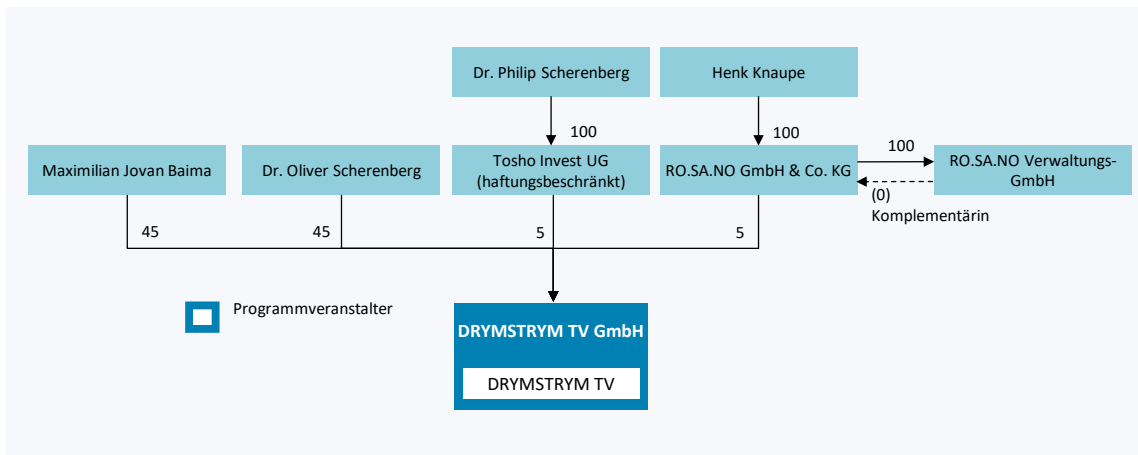 Dr. Philip Scherenberg
Henk Knaupe
100
100
100
Maximilian Jovan Baima
Dr. Oliver Scherenberg
Tosho Invest UG
(haftungsbeschränkt)
RO.SA.NO GmbH & Co. KG
RO.SA.NO Verwaltungs-
GmbH
(0)
Komplementärin
45
45
5
5
Programmveranstalter
DRYMSTRYM TV GmbH
DRYMSTRYM TV